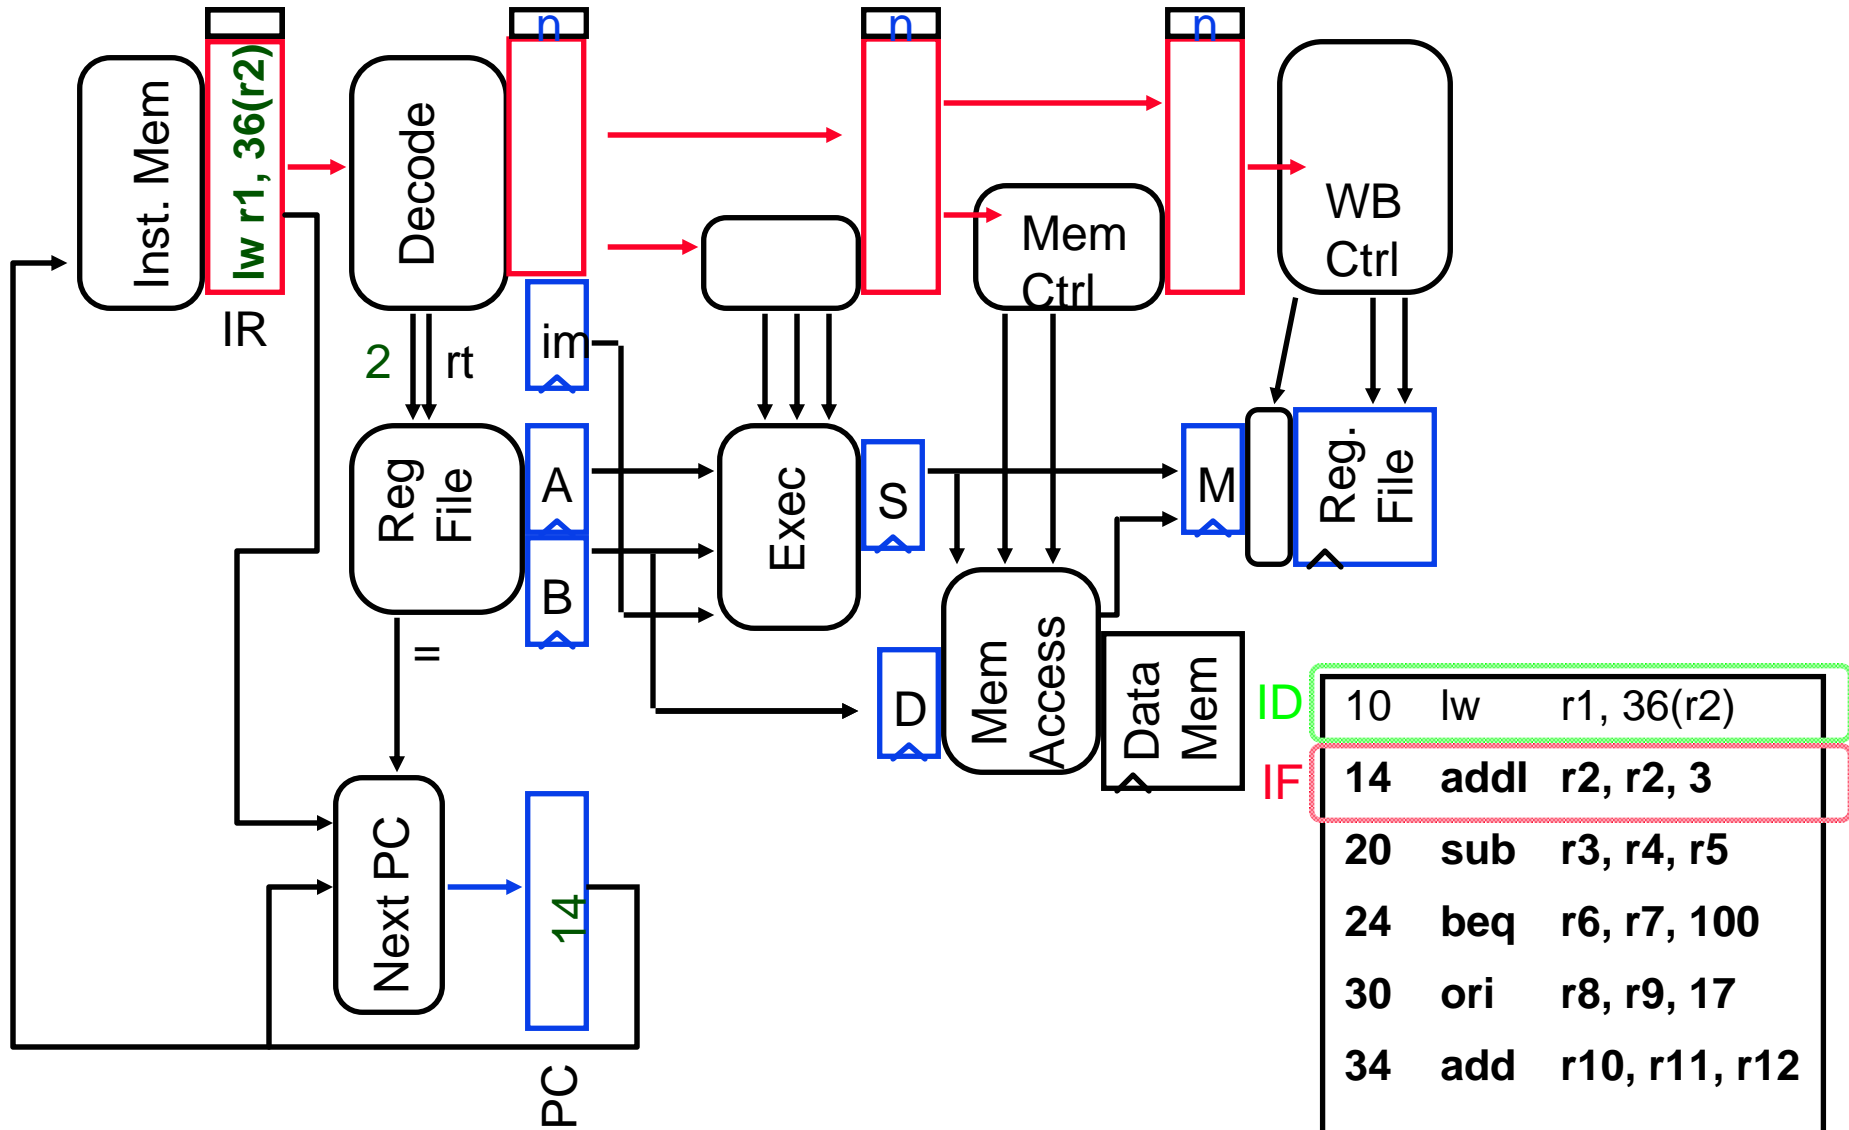 n
n
n
Inst. Mem
lw r1, 36(r2)
Decode
Mem
Ctrl
WB
Ctrl
IR
2
rt
im
Reg
File
A
B
Exec
S
M
Reg.
File
=
D
Mem
Access
Data
Mem
Next PC
14
PC
ID
10 lw r1, 36(r2)
IF
14 addI r2, r2, 3
20 sub r3, r4, r5
24 beq r6, r7, 100
30 ori r8, r9, 17
34 add r10, r11, r12